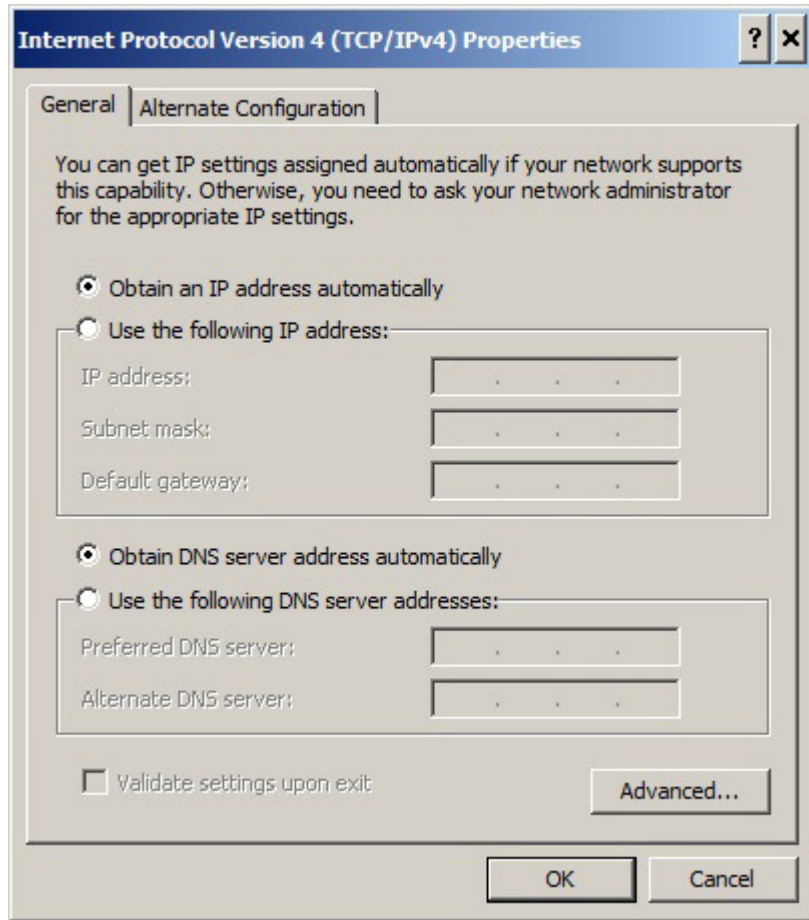 Internet Protocol Version 4 (TCP/IPv4) Properties
General
Alternate Configuration
You can get IP settings assigned automatically if your network supports
this capability. Otherwise, you need to ask your network administrator
for the appropriate IP settings.
Obtain an IP address automatically
Use the following IP address:
IP address:
Subnet mask:
Default gateway:
Obtain DNS server address automatically
Use the following DNS server addresses:
Preferred DNS server:
Alternate DNS server:
Validate settings upon exit
Advanced...
OK
Cancel